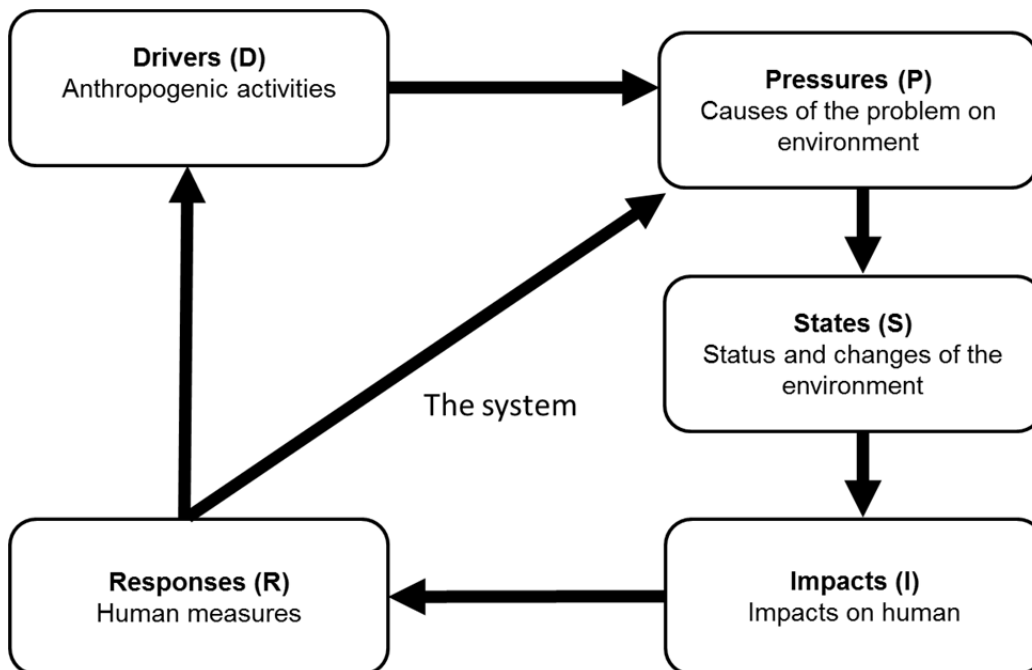 Drivers (D)
Anthropogenic activities
Pressures (P)
Causes of the problem on
environment
States (S)
Status and changes of the
environment
The system
Responses (R)
Human measures
Impacts (I)
Impacts on human